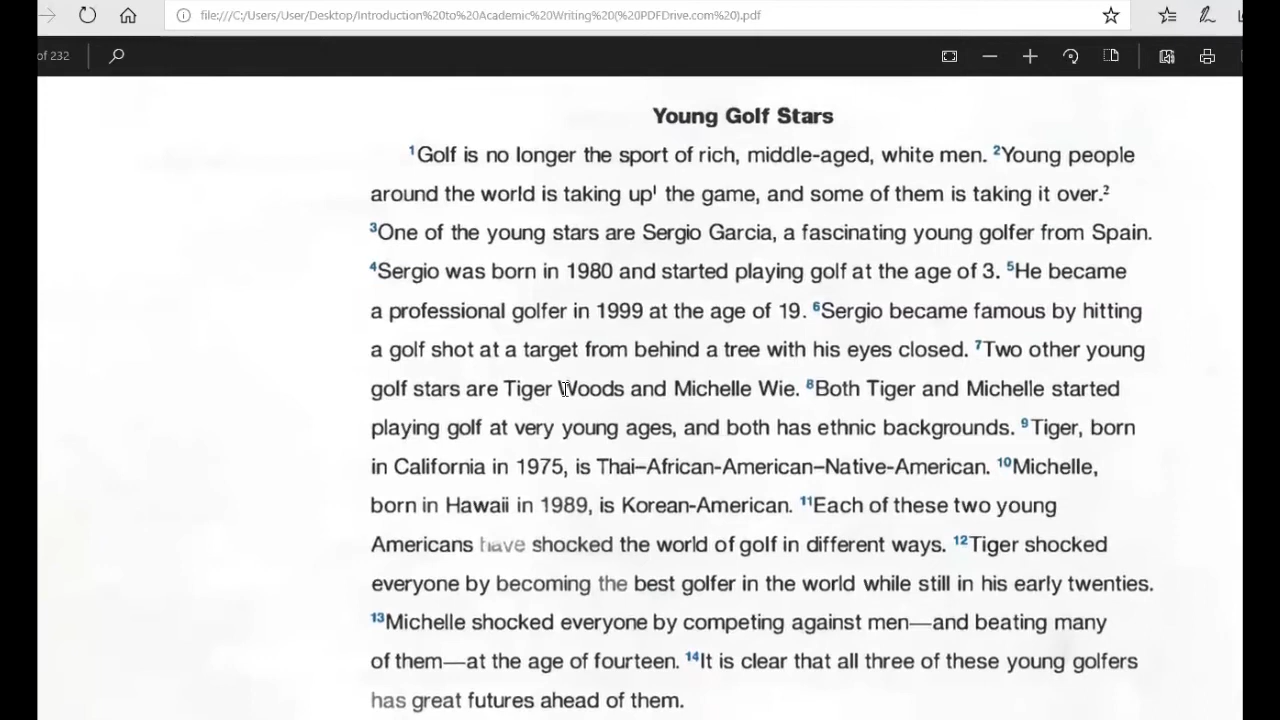 file:///C:/Users/User/Desktop/Introduction%20to%20Academic%20Writing%20(%20PDFDrive.com%20).pdf
of 232
Young Golf Stars
¹Golf is no longer the sport of rich, middle-aged, white men. ²Young people
around the world is taking up¹ the game, and some of them is taking it over.²
³One of the young stars are Sergio Garcia, a fascinating young golfer from Spain.
⁴Sergio was born in 1980 and started playing golf at the age of 3. ⁵He became
a professional golfer in 1999 at the age of 19. ⁶Sergio became famous by hitting
a golf shot at a target from behind a tree with his eyes closed. ⁷Two other young
golf stars are Tiger Woods and Michelle Wie. ⁸Both Tiger and Michelle started
playing golf at very young ages, and both has ethnic backgrounds. ⁹Tiger, born
in California in 1975, is Thai–African-American–Native-American. ¹⁰Michelle,
born in Hawaii in 1989, is Korean-American. ¹¹Each of these two young
Americans have shocked the world of golf in different ways. ¹²Tiger shocked
everyone by becoming the best golfer in the world while still in his early twenties.
¹³Michelle shocked everyone by competing against men—and beating many
of them—at the age of fourteen. ¹⁴It is clear that all three of these young golfers
has great futures ahead of them.